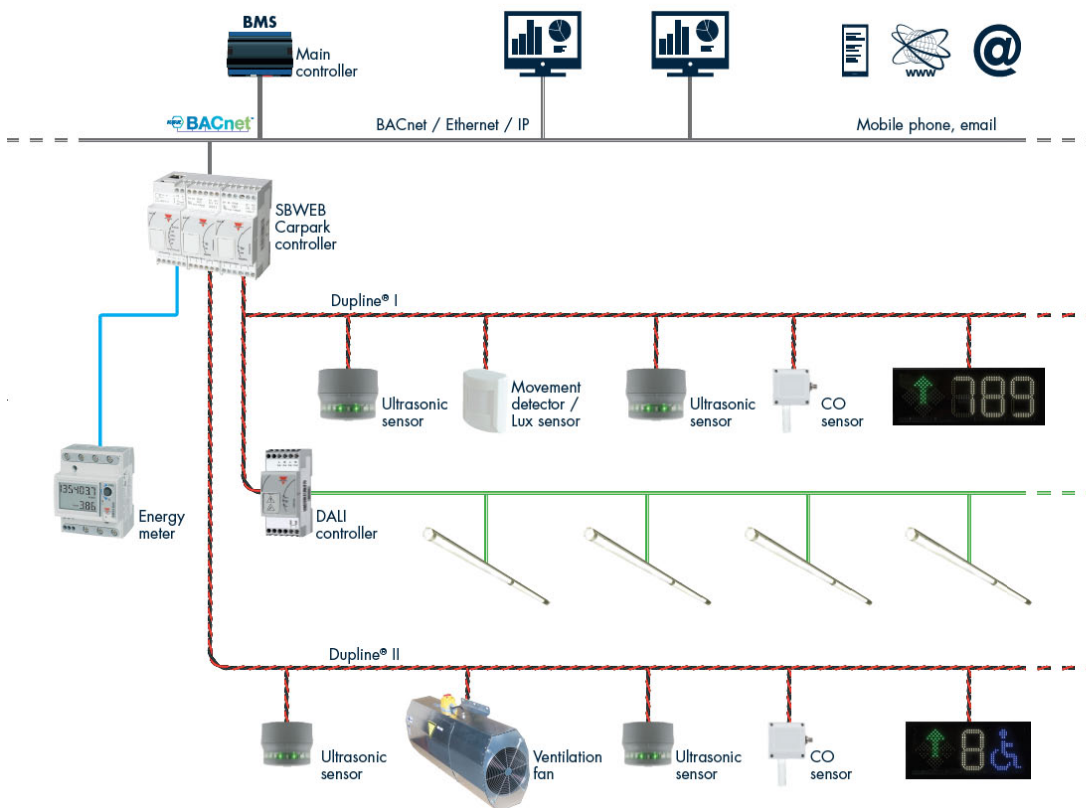 BMS
Main
controller
BACnet
BACnet / Ethernet / IP
www
@
Mobile phone, email
SBWEB
Carpark
controller
Dupline® I
Ultrasonic
sensor
Movement
detector /
Lux sensor
Ultrasonic
sensor
CO
sensor
789
Energy
meter
DALI
controller
Dupline® II
Ultrasonic
sensor
Ventilation
fan
Ultrasonic
sensor
CO
sensor
8